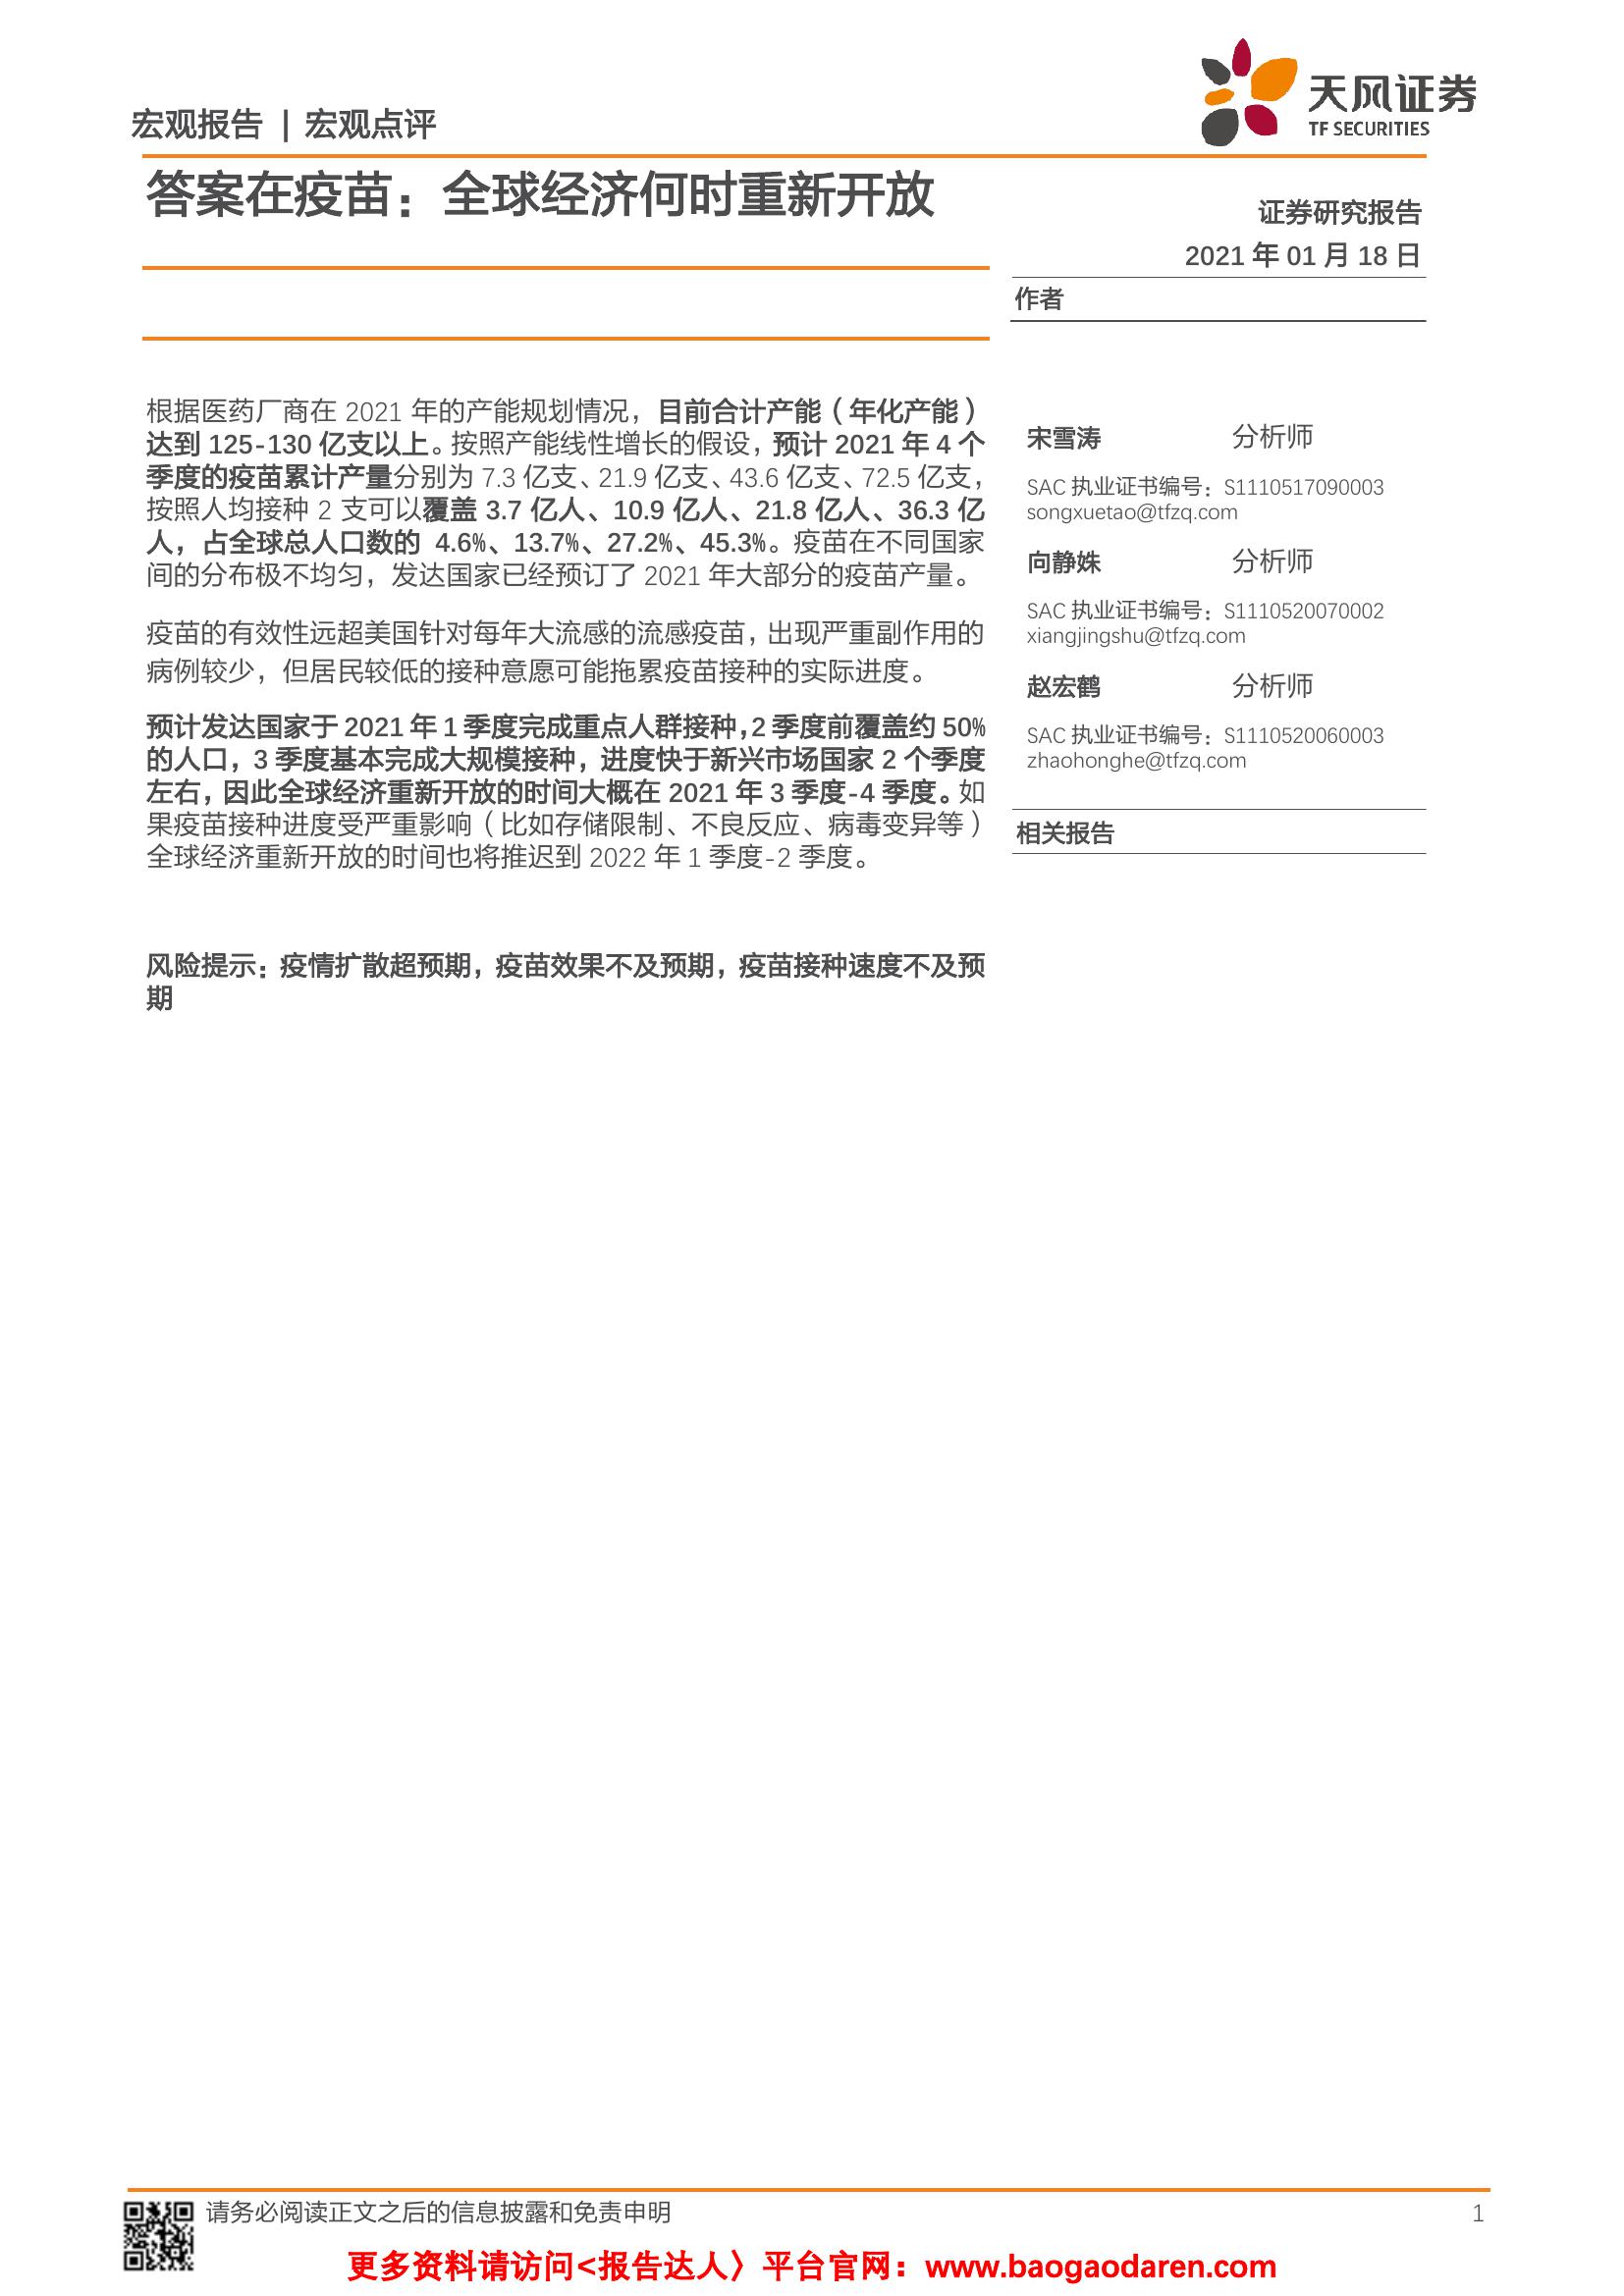 天风证券
TF SECURITIES
宏观报告 | 宏观点评
答案在疫苗：全球经济何时重新开放
证券研究报告
2021 年 01 月 18 日
作者
根据医药厂商在 2021 年的产能规划情况，目前合计产能（年化产能）
达到 125-130 亿支以上。按照产能线性增长的假设，预计 2021 年 4 个
季度的疫苗累计产量分别为 7.3 亿支、21.9 亿支、43.6 亿支、72.5 亿支，
按照人均接种 2 支可以覆盖 3.7 亿人、10.9 亿人、21.8 亿人、36.3 亿
人，占全球总人口数的 4.6%、13.7%、27.2%、45.3%。疫苗在不同国家
间的分布极不均匀，发达国家已经预订了 2021 年大部分的疫苗产量。
疫苗的有效性远超美国针对每年大流感的流感疫苗，出现严重副作用的
病例较少，但居民较低的接种意愿可能拖累疫苗接种的实际进度。
预计发达国家于 2021 年 1 季度完成重点人群接种，2 季度前覆盖约 50%
的人口，3 季度基本完成大规模接种，进度快于新兴市场国家 2 个季度
左右，因此全球经济重新开放的时间大概在 2021 年 3 季度-4 季度。如
果疫苗接种进度受严重影响（比如存储限制、不良反应、病毒变异等）
全球经济重新开放的时间也将推迟到 2022 年 1 季度-2 季度。
风险提示：疫情扩散超预期，疫苗效果不及预期，疫苗接种速度不及预
期
宋雪涛 分析师
SAC 执业证书编号：S1110517090003
songxuetao@tfzq.com
向静姝 分析师
SAC 执业证书编号：S1110520070002
xiangjingshu@tfzq.com
赵宏鹤 分析师
SAC 执业证书编号：S1110520060003
zhaohonghe@tfzq.com
相关报告
请务必阅读正文之后的信息披露和免责申明 1
更多资料请访问<报告达人〉平台官网：www.baogaodaren.com